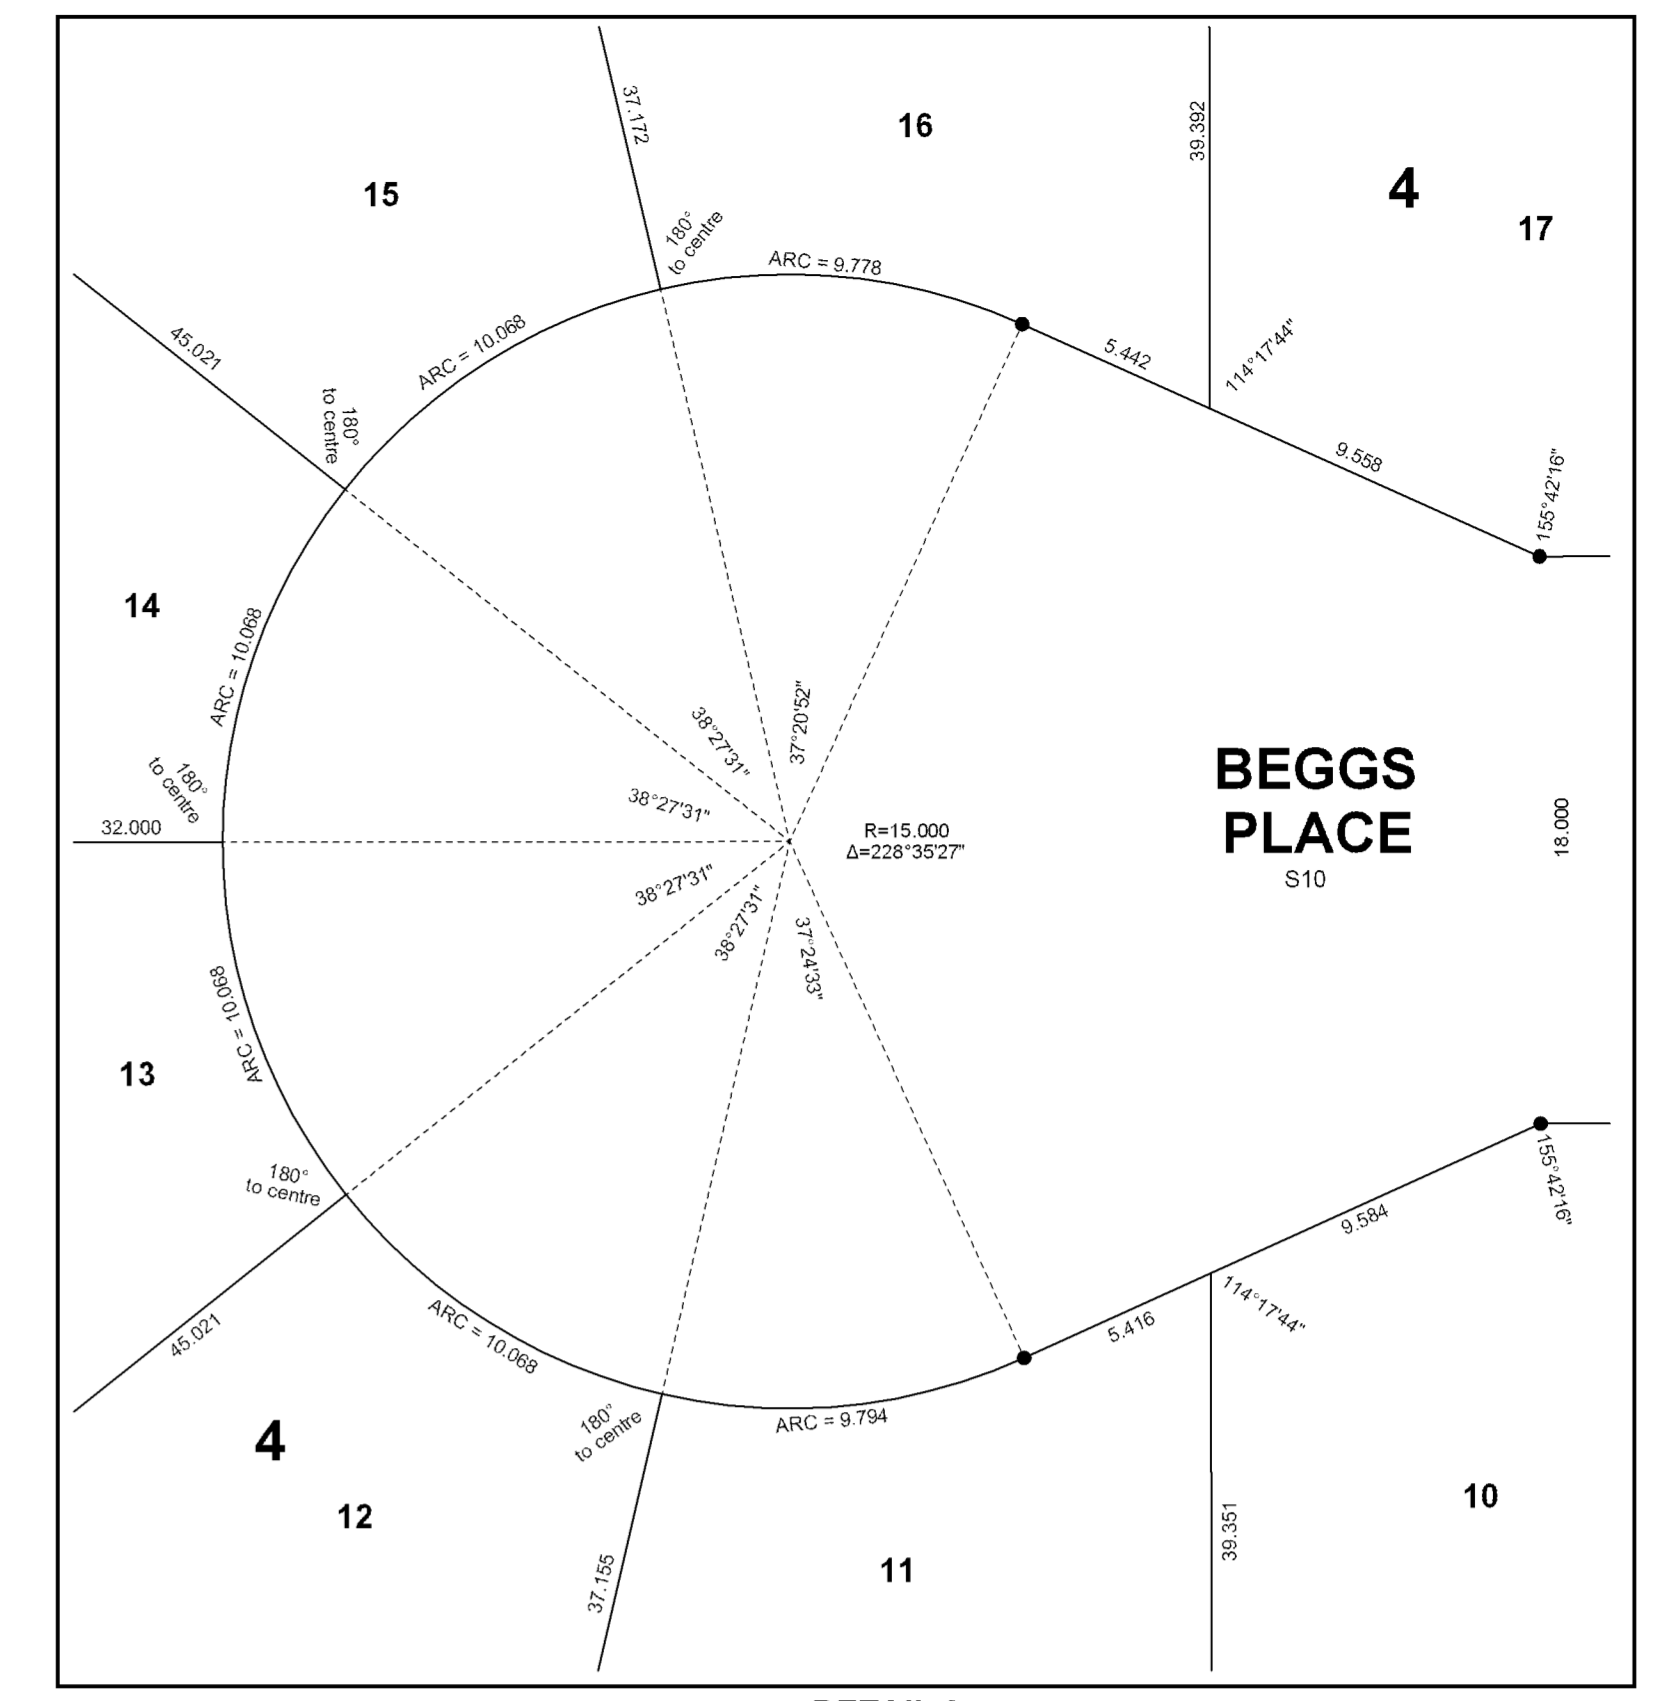 37.172
16
39.392
4
15
17
180°
to centre
ARC = 9.778
45.021
ARC = 10.068
5.442
114°17'44"
180°
to centre
9.558
155°42'16"
14
ARC = 10.068
38°27'31"
37°20'52"
180°
to centre
38°27'31"
BEGGS
PLACE
S10
32.000
R=15.000
Δ=228°35'27"
18.000
38°27'31"
38°27'31"
37°24'33"
ARC = 10.068
13
180°
to centre
155°42'16"
9.584
45.021
ARC = 10.068
5.416
114°17'44"
4
180°
to centre
ARC = 9.794
12
10
37.155
11
39.351